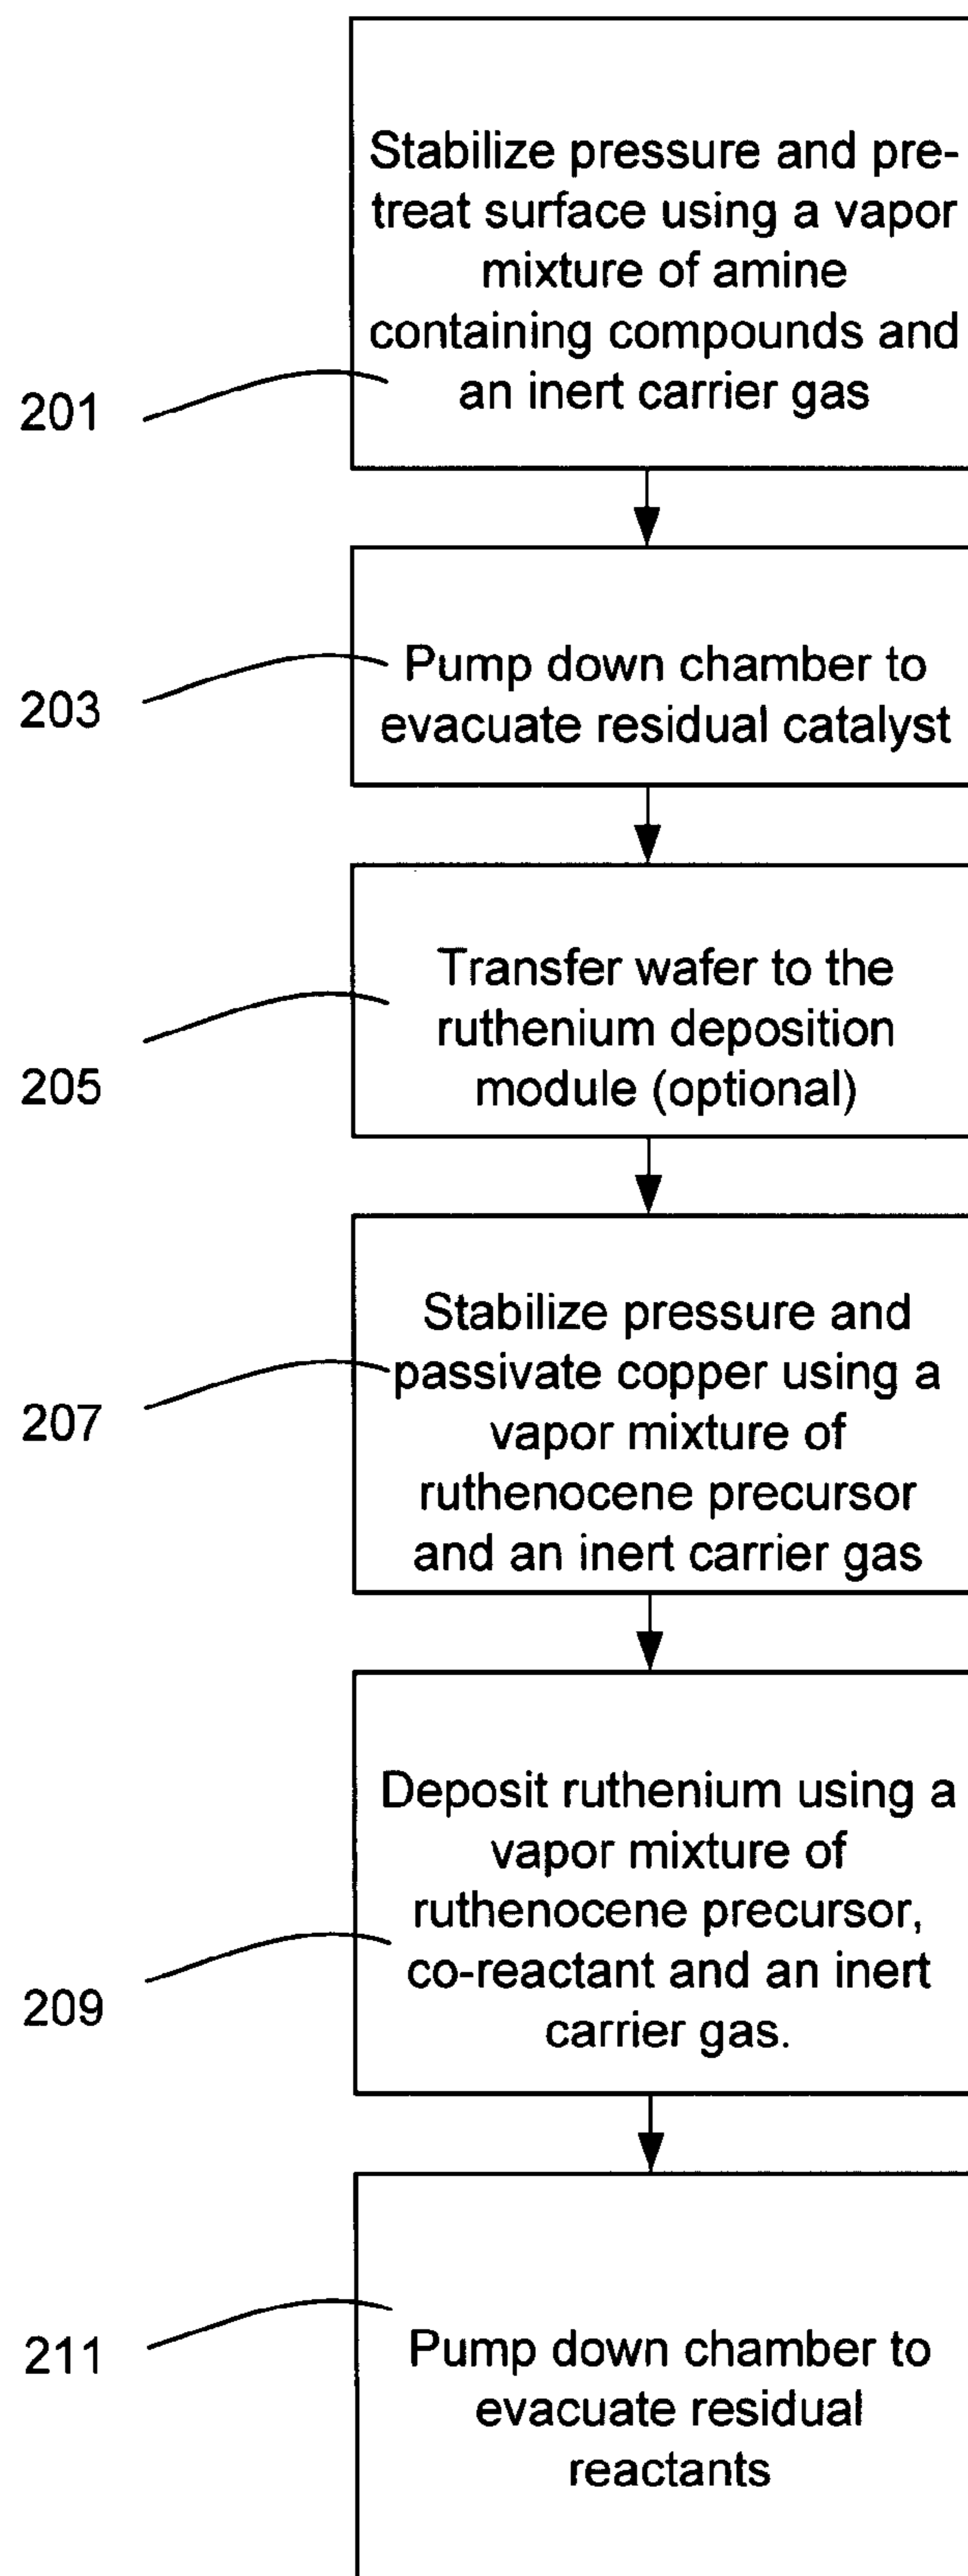 Stabilize pressure and pre-
treat surface using a vapor
mixture of amine
containing compounds and
an inert carrier gas
201
Pump down chamber to
evacuate residual catalyst
203
Transfer wafer to the
ruthenium deposition
module (optional)
205
Stabilize pressure and
passivate copper using a
vapor mixture of
ruthenocene precursor
and an inert carrier gas
207
Deposit ruthenium using a
vapor mixture of
ruthenocene precursor,
co-reactant and an inert
carrier gas.
209
Pump down chamber to
evacuate residual
reactants
211